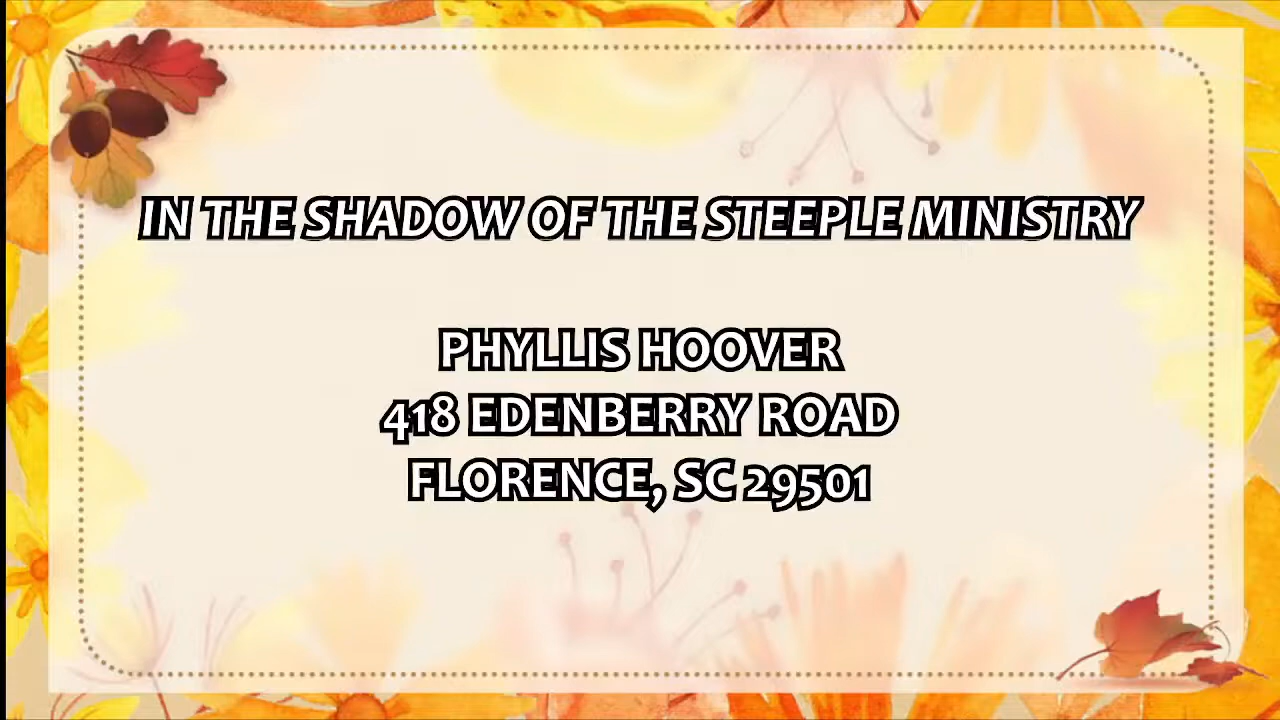 IN THE SHADOW OF THE STEEPLE MINISTRY
PHYLLIS HOOVER
418 EDENBERRY ROAD
FLORENCE, SC 29501